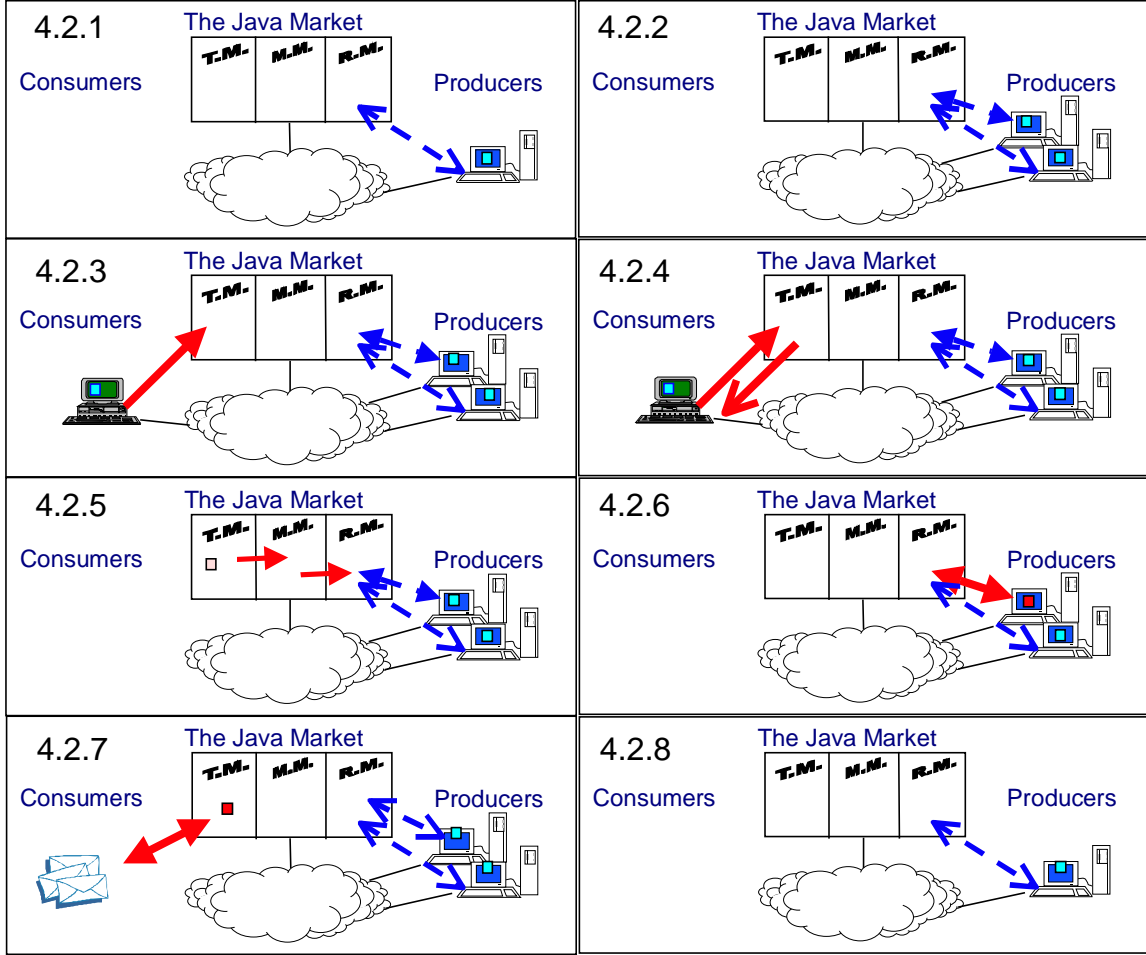 4.2.1
The Java Market
T.M. M.M. R.M.
Consumers
Producers
4.2.2
The Java Market
T.M. M.M. R.M.
Consumers
Producers
4.2.3
The Java Market
T.M. M.M. R.M.
Consumers
Producers
4.2.4
The Java Market
T.M. M.M. R.M.
Consumers
Producers
4.2.5
The Java Market
T.M. M.M. R.M.
Consumers
Producers
4.2.6
The Java Market
T.M. M.M. R.M.
Consumers
Producers
4.2.7
The Java Market
T.M. M.M. R.M.
Consumers
Producers
4.2.8
The Java Market
T.M. M.M. R.M.
Consumers
Producers